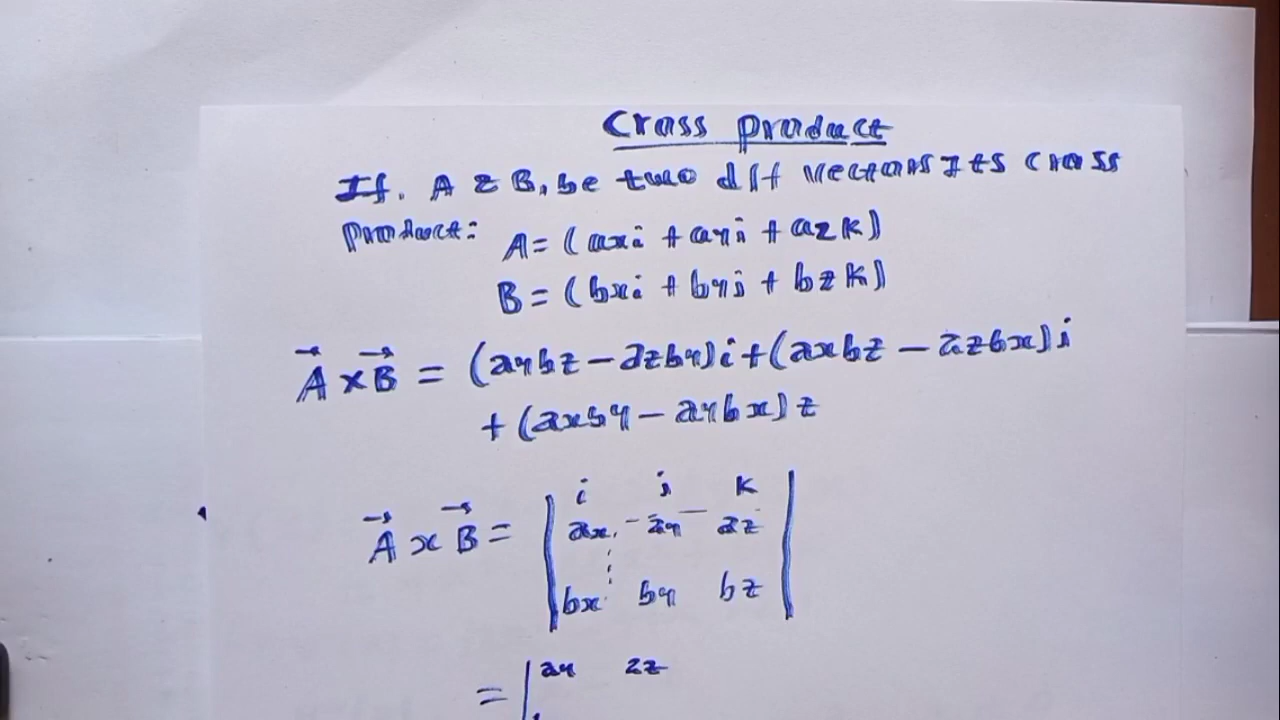 Cross product
If. A & B, be two dif vectors Its cross
product:
A = (axi + ayj + azk)
B = (bxi + byj + bzk)
A⃗ × B⃗ = (aybz - azby)i + (axbz - azbx)j
+ (axby - aybx)z
A⃗ x B⃗ =
i j k
ax ay az
bx by bz
= | ay az